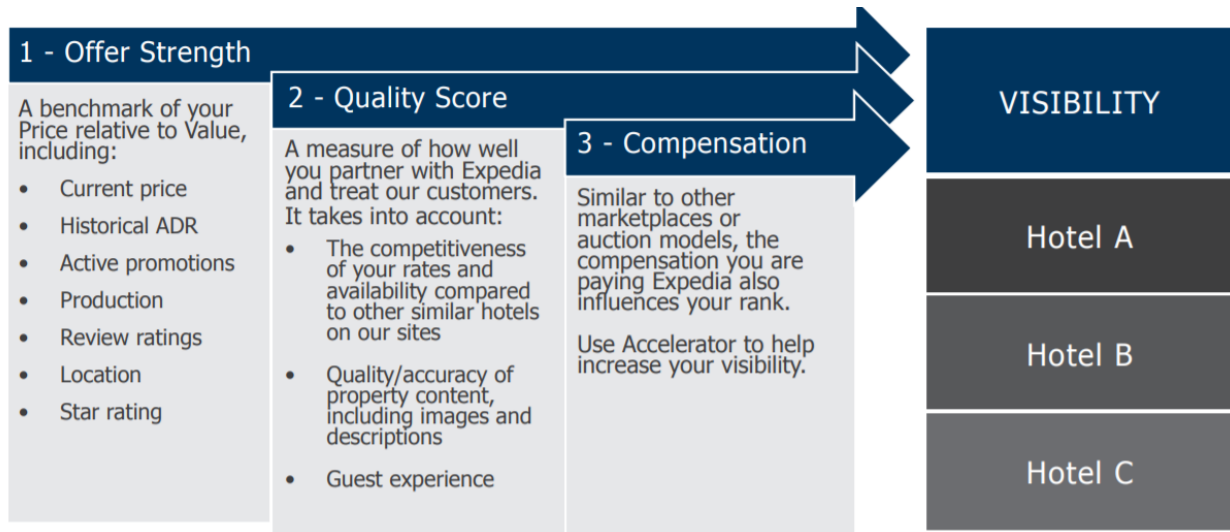 1 - Offer Strength
A benchmark of your
Price relative to Value,
including:
• Current price
• Historical ADR
• Active promotions
• Production
• Review ratings
• Location
• Star rating
2 - Quality Score
A measure of how well
you partner with Expedia
and treat our customers.
It takes into account:
• The competitiveness
of your rates and
availability compared
to other similar hotels
on our sites
• Quality/accuracy of
property content,
including images and
descriptions
• Guest experience
3 - Compensation
Similar to other
marketplaces or
auction models, the
compensation you are
paying Expedia also
influences your rank.
Use Accelerator to help
increase your visibility.
VISIBILITY
Hotel A
Hotel B
Hotel C